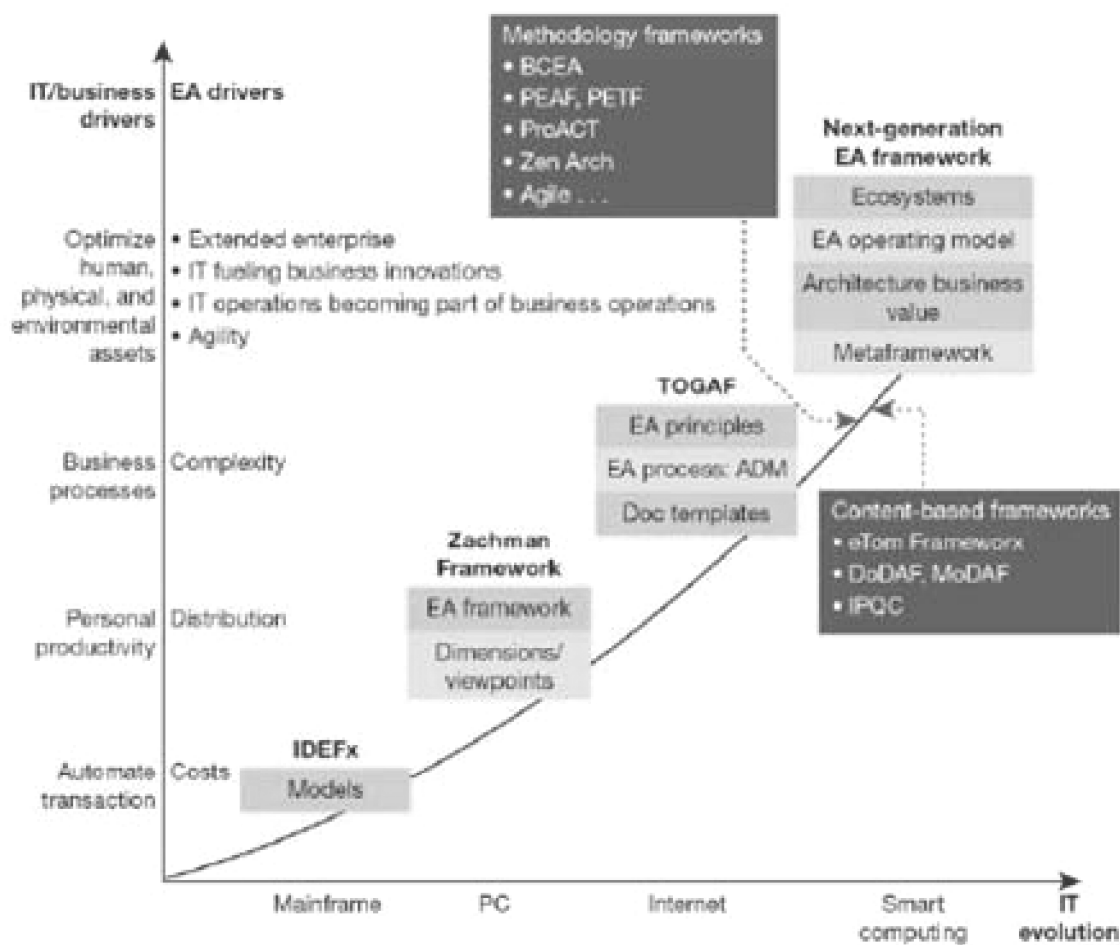 Methodology frameworks
• BCEA
• PEAF, PETF
• ProACT
• Zen Arch
• Agile . . .
IT/business
drivers
EA drivers
Next-generation
EA framework
Ecosystems
EA operating model
Architecture business
value
Metaframework
Optimize
human,
physical, and
environmental
assets
• Extended enterprise
• IT fueling business innovations
• IT operations becoming part of business operations
• Agility
TOGAF
EA principles
EA process: ADM
Doc templates
Business
processes
Complexity
Content-based frameworks
• eTom Frameworx
• DoDAF, MoDAF
• IPQC
Zachman
Framework
EA framework
Dimensions/
viewpoints
Personal
productivity
Distribution
IDEFx
Models
Automate
transaction
Costs
Mainframe
PC
Internet
Smart
computing
IT
evolution